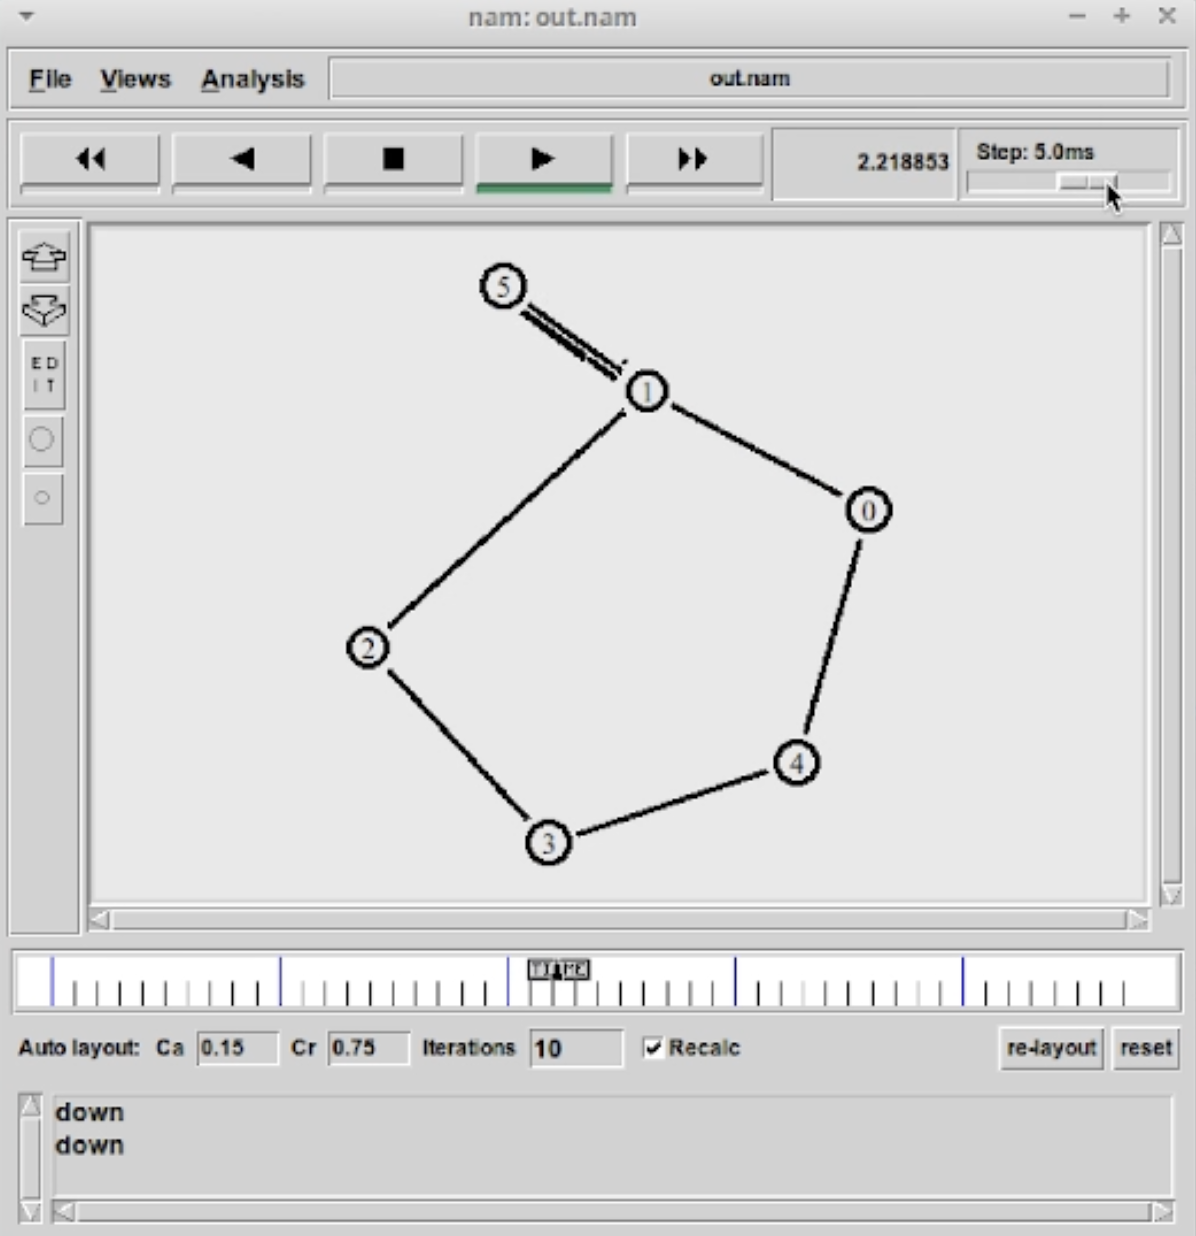 nam: out.nam
File Views Analysis out.nam
2.218853 Step: 5.0ms
5
ED
1
IT
0
2
4
3
TIME
Auto layout: Ca 0.15 Cr 0.75 Iterations 10 Recalc re-layout reset
down
down